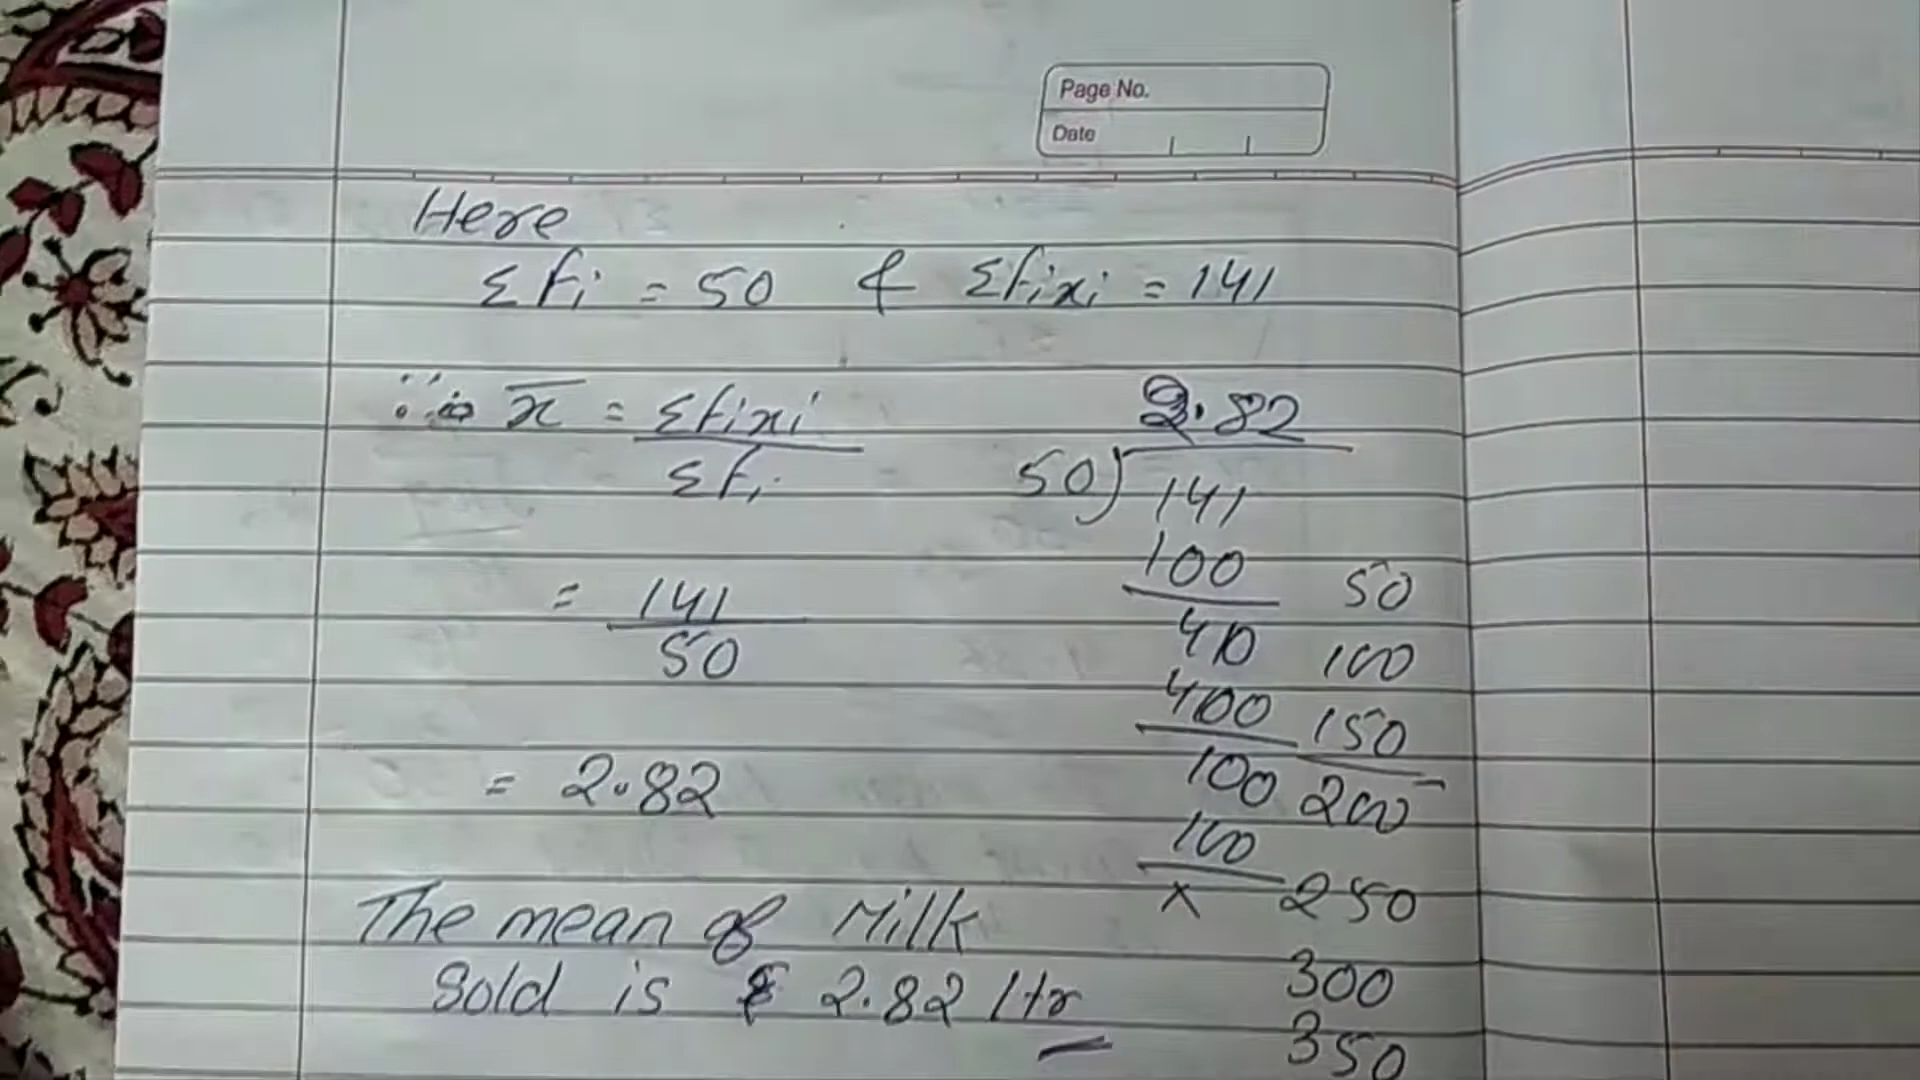 Page No.
Date
Here
Σfi = 50 & Σfixi = 141
∴ x̄ = Σfixi
Σfi
= 141
50
= 2.82
The mean of Milk
Sold is 2.82 ltr
2.82
50) 141
100
410
400
100
100
x
50
100
150
200
250
300
350